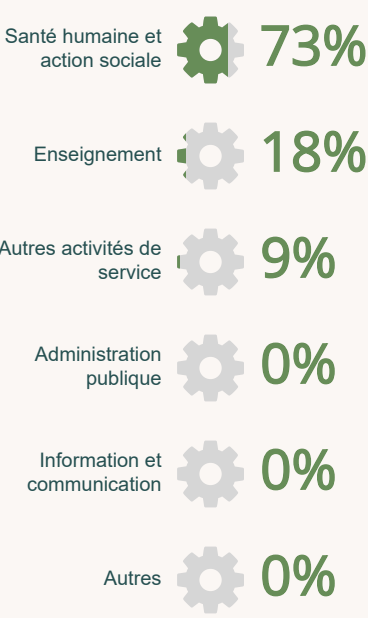 Santé humaine et
action sociale
73%
Enseignement
18%
Autres activités de
service
9%
Administration
publique
0%
Information et
communication
0%
Autres
0%